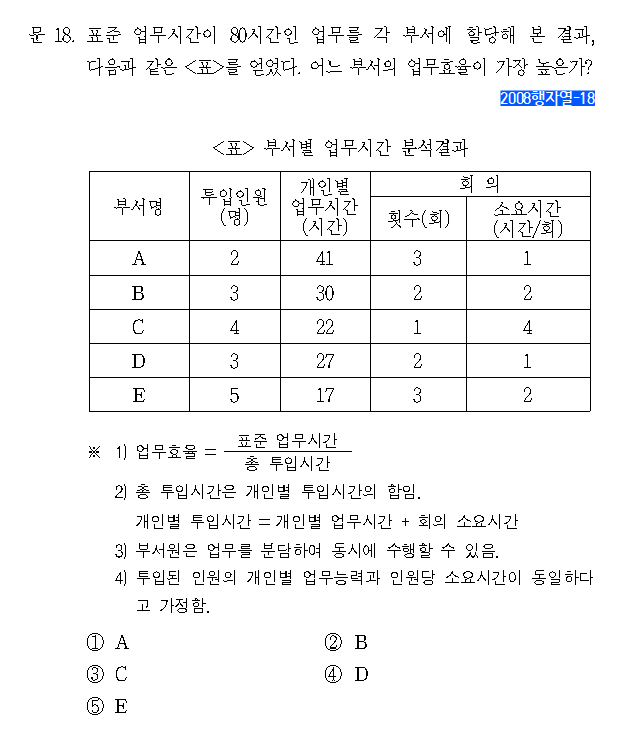 문 18. 표준 업무시간이 80시간인 업무를 각 부서에 할당해 본 결과,
다음과 같은 <표>를 얻었다. 어느 부서의 업무효율이 가장 높은가?
2008행자열-18
<표> 부서별 업무시간 분석결과
부서명 투입인원 (명) 개인별 업무시간 (시간) 회 의
횟수(회) 소요시간 (시간/회)
A 2 41 3 1
B 3 30 2 2
C 4 22 1 4
D 3 27 2 1
E 5 17 3 2
※ 1) 업무효율 = 표준 업무시간 / 총 투입시간
2) 총 투입시간은 개인별 투입시간의 합임.
개인별 투입시간 = 개인별 업무시간 + 회의 소요시간
3) 부서원은 업무를 분담하여 동시에 수행할 수 있음.
4) 투입된 인원의 개인별 업무능력과 인원당 소요시간이 동일하다
고 가정함.
① A ② B
③ C ④ D
⑤ E